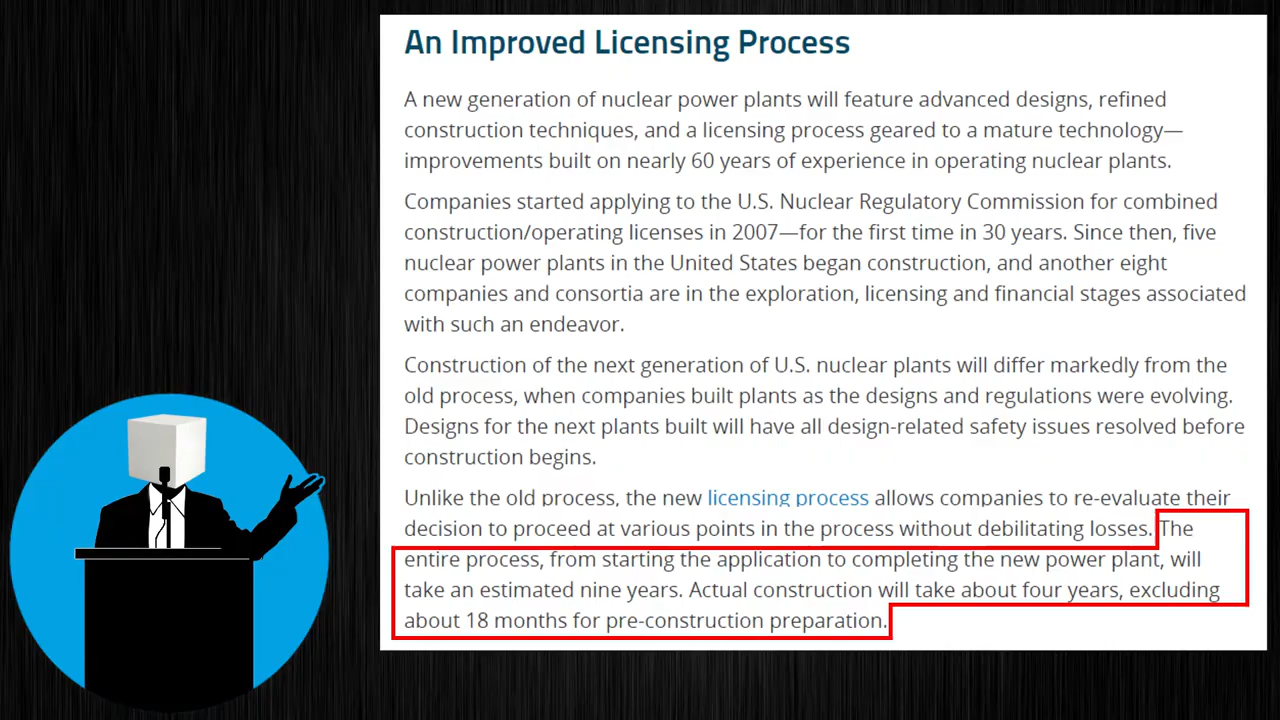 An Improved Licensing Process
A new generation of nuclear power plants will feature advanced designs, refined
construction techniques, and a licensing process geared to a mature technology—
improvements built on nearly 60 years of experience in operating nuclear plants.
Companies started applying to the U.S. Nuclear Regulatory Commission for combined
construction/operating licenses in 2007—for the first time in 30 years. Since then, five
nuclear power plants in the United States began construction, and another eight
companies and consortia are in the exploration, licensing and financial stages associated
with such an endeavor.
Construction of the next generation of U.S. nuclear plants will differ markedly from the
old process, when companies built plants as the designs and regulations were evolving.
Designs for the next plants built will have all design-related safety issues resolved before
construction begins.
Unlike the old process, the new licensing process allows companies to re-evaluate their
decision to proceed at various points in the process without debilitating losses. The
entire process, from starting the application to completing the new power plant, will
take an estimated nine years. Actual construction will take about four years, excluding
about 18 months for pre-construction preparation.